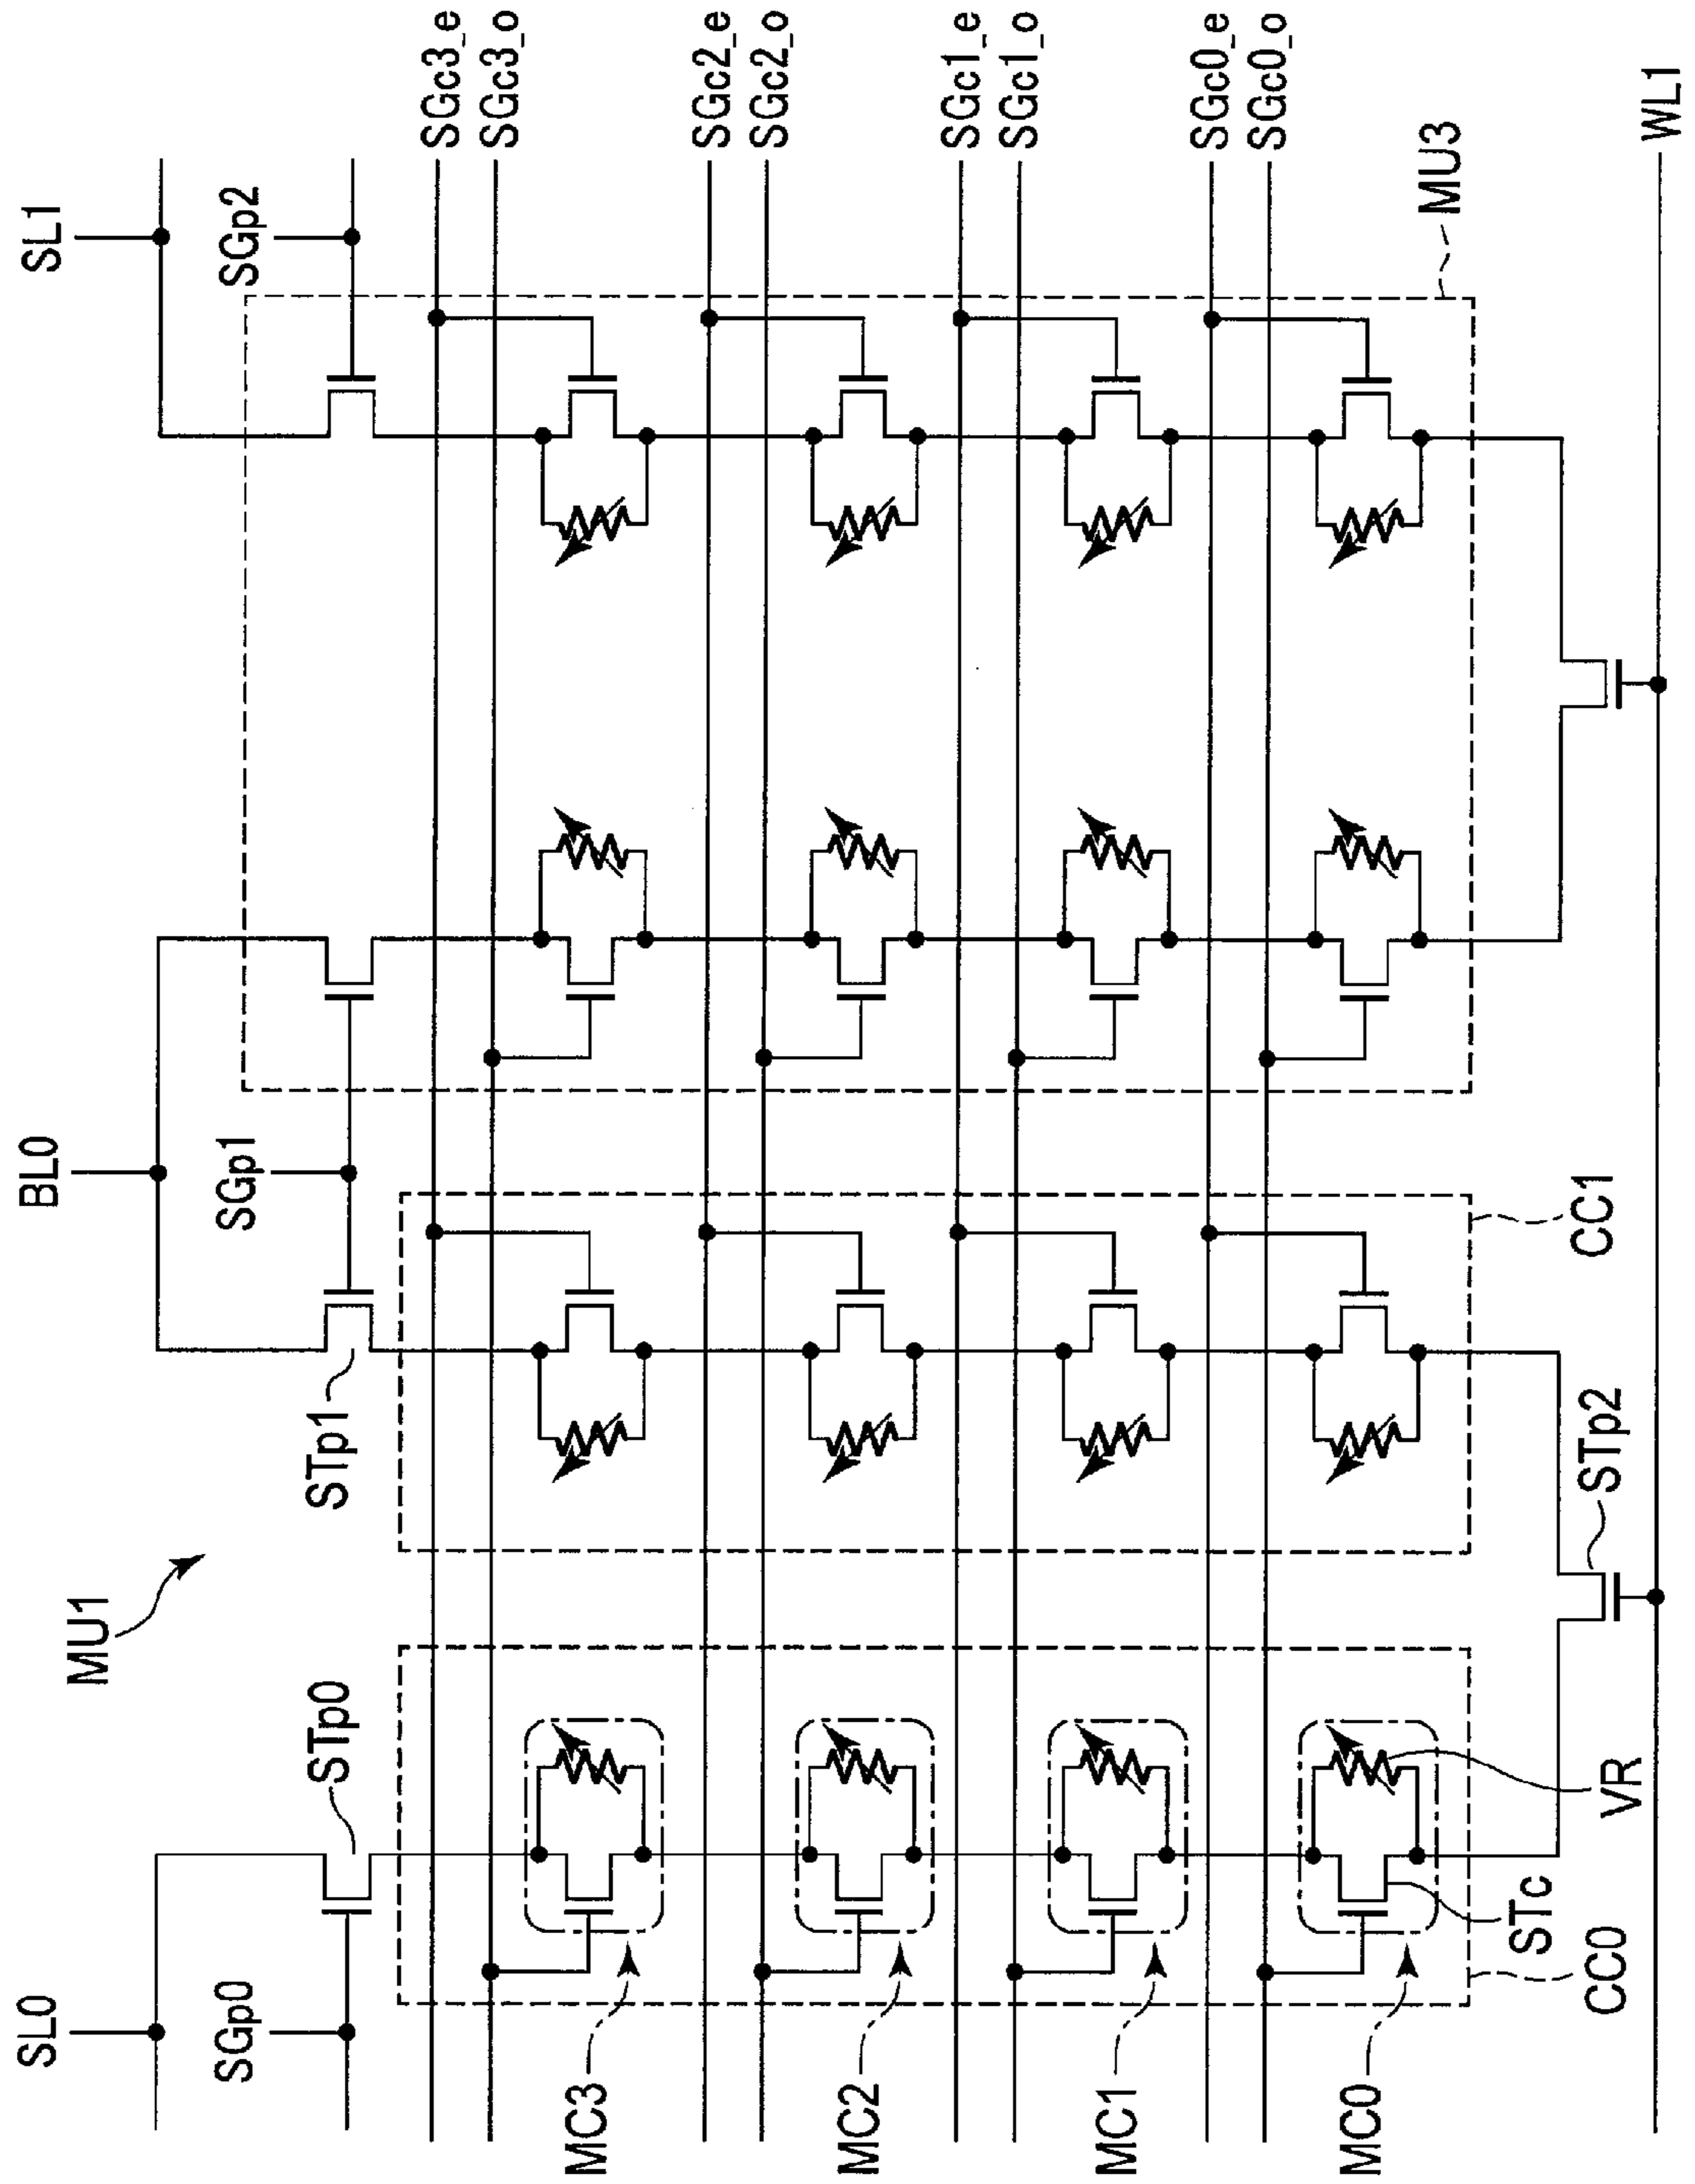 SL0
BL0
SL1
MU1
SGp0
SGp1
SGp2
STp0
STp1
SGc3_e
SGc3_o
SGc2_e
SGc2_o
SGc1_e
SGc1_o
SGc0_e
SGc0_o
MC3
MC2
MC1
MC0
CC0
STc
VR
STp2
CC1
MU3
WL1